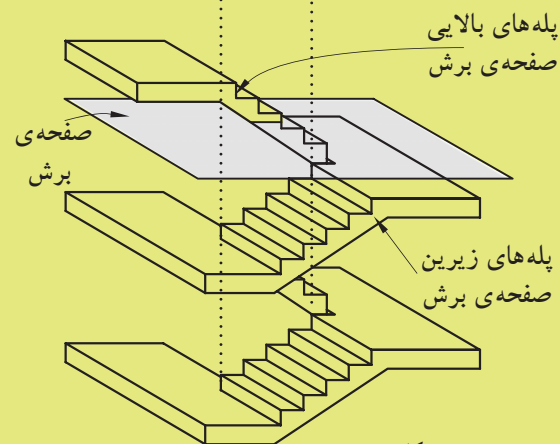 پله‌های بالایی
صفحه‌ی برش
صفحه‌ی
برش
پله‌های زیرین
صفحه‌ی برش